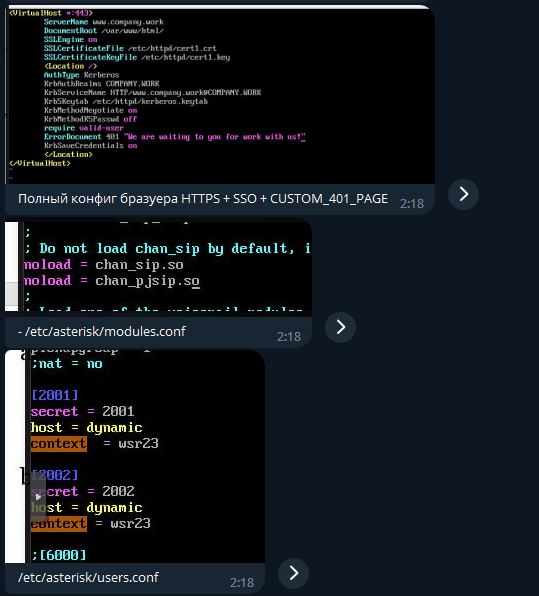 <VirtualHost *:443>
ServerName www.company.work
DocumentRoot /var/www/html/
SSLEngine on
SSLCertificateFile /etc/httpd/cert1.crt
SSLCertificateKeyFile /etc/httpd/cert1.key
<Location />
AuthType Kerberos
KrbAuthRealms COMPANY.WORK
KrbServiceName HTTP/www.company.work@COMPANY.WORK
Krb5Keytab /etc/httpd/kerberos.keytab
KrbMethodNegotiate on
KrbMethodK5Passwd off
require valid-user
ErrorDocument 401 "We are waiting to you for work with us!"
KrbSaveCredentials on
</Location>
</VirtualHost>
Полный конфиг бразуера HTTPS + SSO + CUSTOM_401_PAGE
2:18
;
; Do not load chan_sip by default, i
noload = chan_sip.so
noload = chan_pjsip.so
;
- /etc/asterisk/modules.conf
2:18
;nat = no
[2001]
secret = 2001
host = dynamic
context = wsr23
[2002]
secret = 2002
host = dynamic
context = wsr23
;[6000]
/etc/asterisk/users.conf
2:18